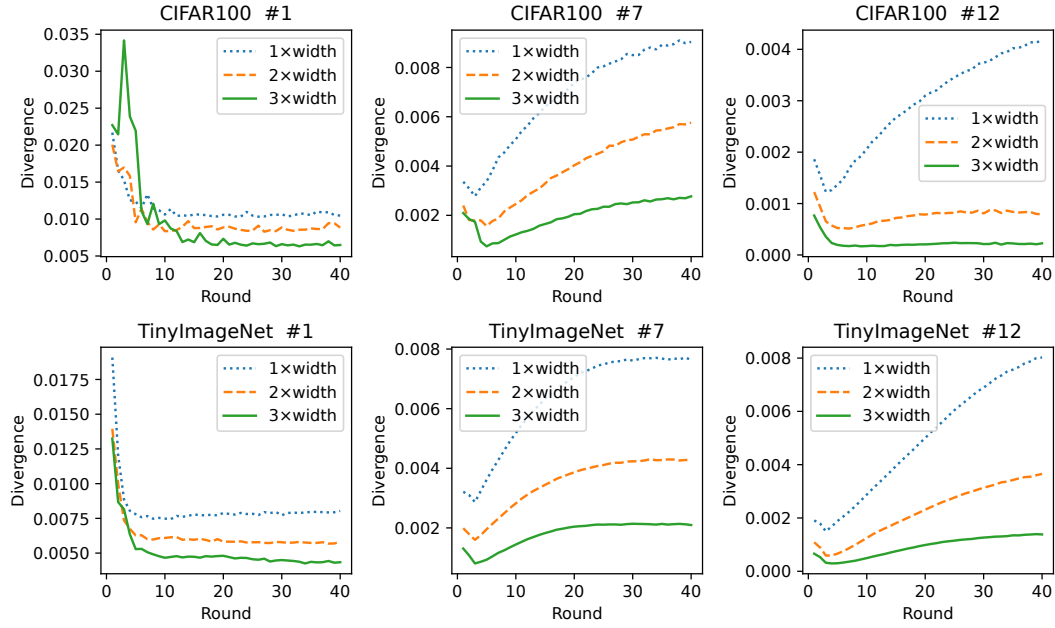 CIFAR100 #1
Divergence
0.035
0.030
0.025
0.020
0.015
0.010
0.005
1×width
2×width
3×width
0 10 20 30 40
Round
CIFAR100 #7
Divergence
0.008
0.006
0.004
0.002
1×width
2×width
3×width
0 10 20 30 40
Round
CIFAR100 #12
Divergence
0.004
0.003
0.002
0.001
0.000
1×width
2×width
3×width
0 10 20 30 40
Round
TinyImageNet #1
Divergence
0.0175
0.0150
0.0125
0.0100
0.0075
0.0050
1×width
2×width
3×width
0 10 20 30 40
Round
TinyImageNet #7
Divergence
0.008
0.006
0.004
0.002
1×width
2×width
3×width
0 10 20 30 40
Round
TinyImageNet #12
Divergence
0.008
0.006
0.004
0.002
0.000
1×width
2×width
3×width
0 10 20 30 40
Round